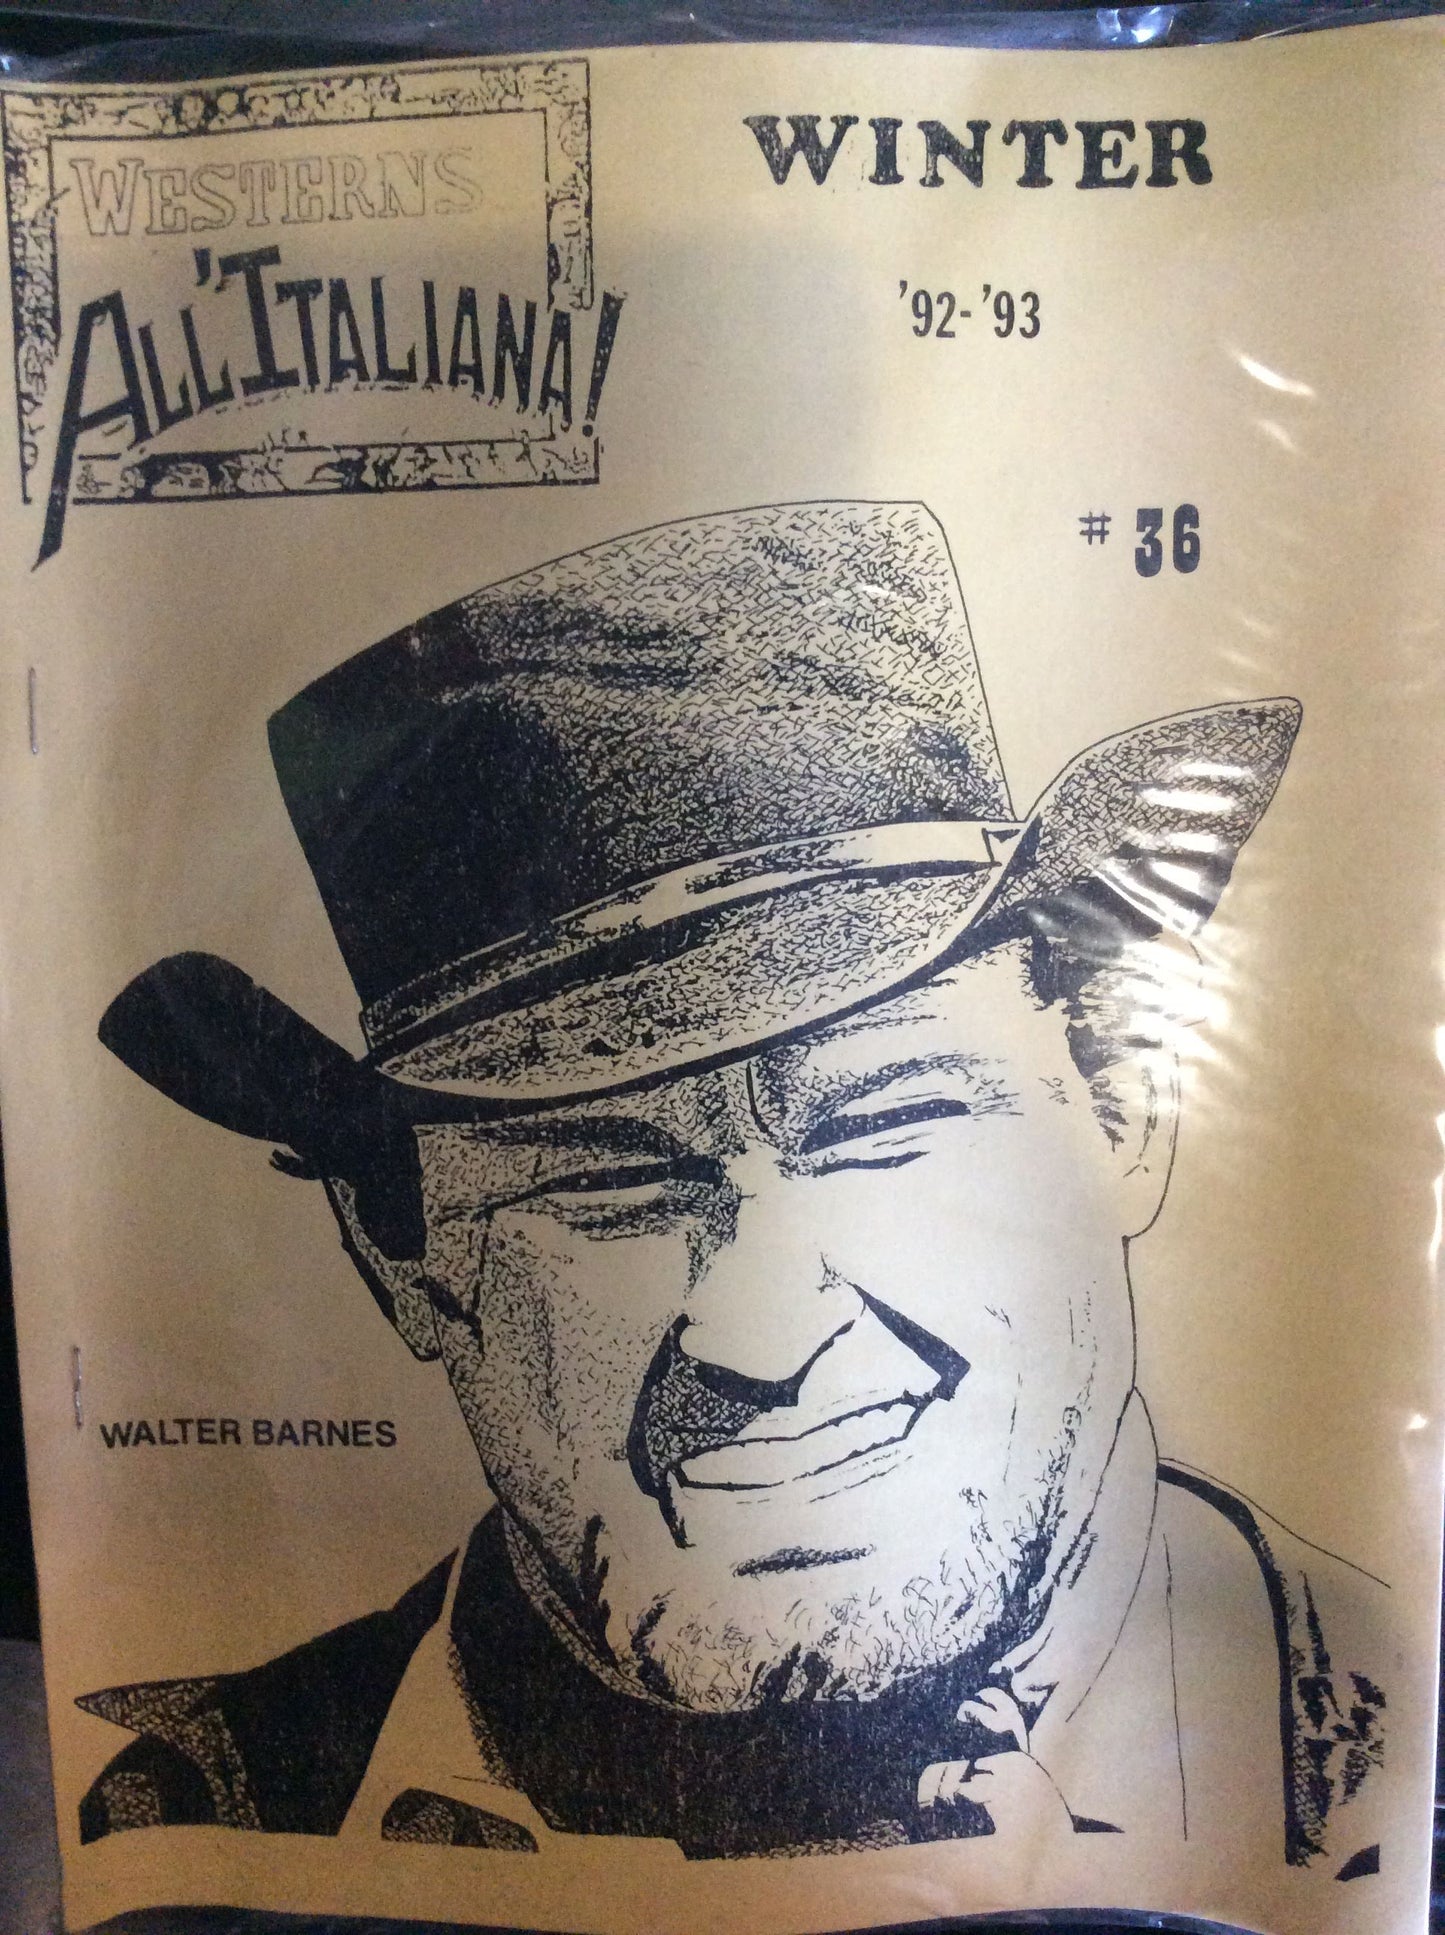 WESTERNS
ALL'ITALIANA!
WINTER
'92-'93
# 36
WALTER BARNES